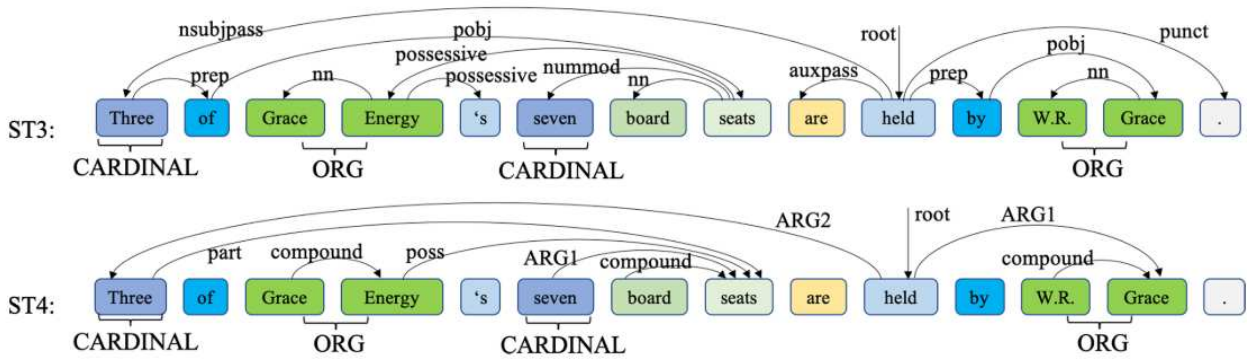 nsubjpass pobj root punct
possessive pobj
prep nn possessive nummod nn auxpass prep nn
ST3: Three of Grace Energy ‘s seven board seats are held by W.R. Grace .
CARDINAL ORG CARDINAL ORG
ARG2 root ARG1
part compound poss ARG1 compound compound
ST4: Three of Grace Energy ‘s seven board seats are held by W.R. Grace .
CARDINAL ORG CARDINAL ORG